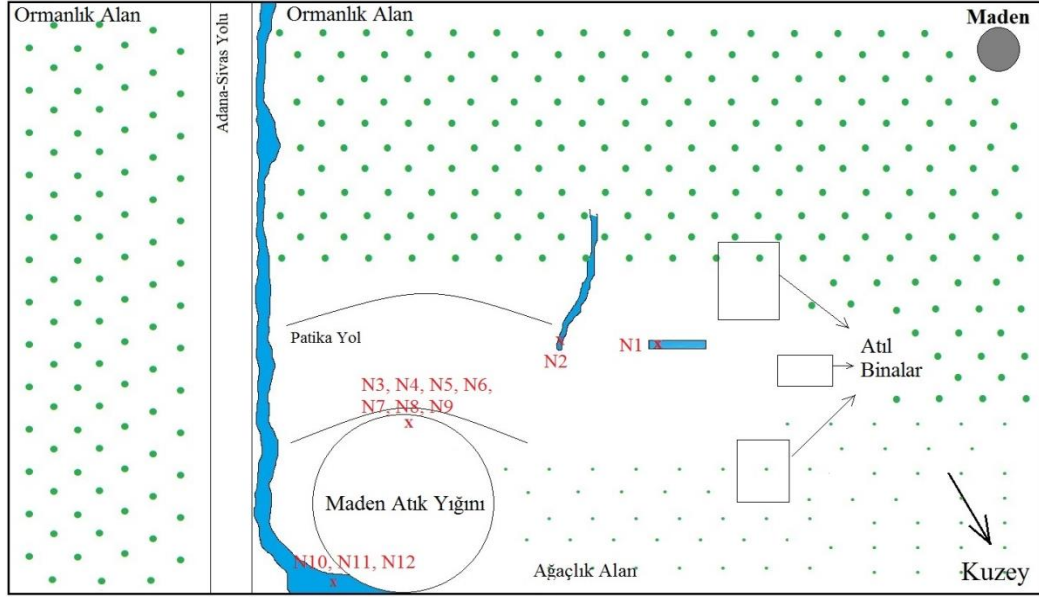 Ormanlık Alan
Adana-Sivas Yolu
Ormanlık Alan
Maden
Patika Yol
N2
N1
Atıl
Binalar
N3, N4, N5, N6,
N7, N8, N9
x
x
x
Maden Atık Yığını
N10, N11, N12
x
Ağaçlık Alan
Kuzey